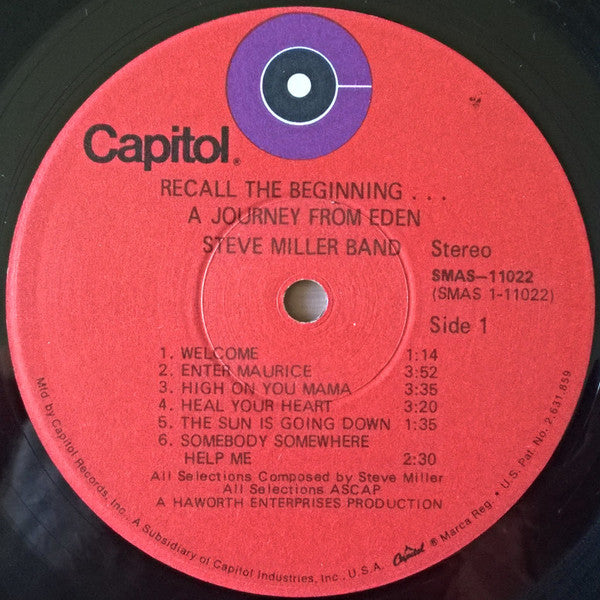 Capitol®
RECALL THE BEGINNING . . .
A JOURNEY FROM EDEN
STEVE MILLER BAND
Stereo
SMAS-11022
(SMAS 1-11022)
Side 1
1. WELCOME 1:14
2. ENTER MAURICE 3:52
3. HIGH ON YOU MAMA 3:35
4. HEAL YOUR HEART 3:20
5. THE SUN IS GOING DOWN 1:35
6. SOMEBODY SOMEWHERE
HELP ME 2:30
All Selections Composed by Steve Miller
All Selections ASCAP
A HAWORTH ENTERPRISES PRODUCTION
Mfd by Capitol Records, Inc., A Subsidiary of Capitol Industries, Inc., U.S.A. Capitol ® Marca Reg. • U.S. Pat. No. 2,631,859